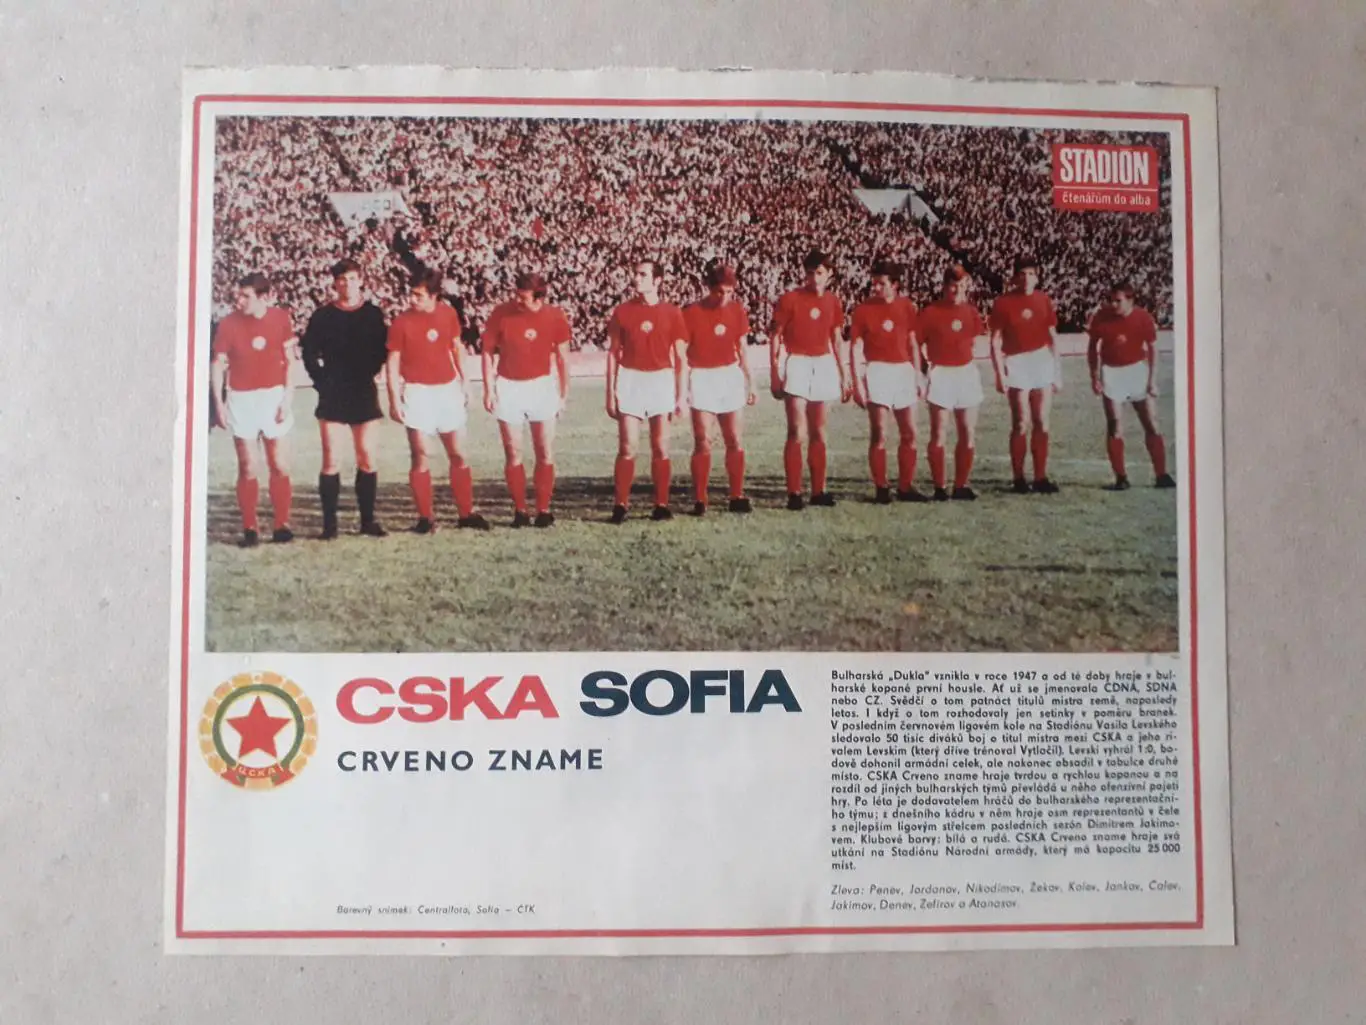 STADIÓN
čtenářům do alba
CSKA SOFIA
CRVENO ZNAME
ЦСКА
Barevný snímek: Centralfoto, Sofia — ČTK
Bulharská „Dukla" vznikla v roce 1947 a od té doby hraje v bul-
harské kopané první housle. Ať už se jmenovala CDNA, SDNA
nebo CZ. Svědčí o tom patnáct titulů mistra země, naposledy
letos. I když o tom rozhodovaly jen setinky v poměru branek.
V posledním červnovém ligovém kole na Stadiónu Vasila Levského
sledovalo 50 tisíc diváků boj o titul mistra mezi CSKA a jeho ri-
valem Levskim (který dříve trénoval Vytlačil). Levski vyhrál 1:0, bo-
dově dohonil armádní celek, ale nakonec obsadil v tabulce druhé
místo. CSKA Crveno zname hraje tvrdou a rychlou kopanou a na
rozdíl od jiných bulharských týmů převládá u něho ofenzívní pojetí
hry. Po léta je dodavatelem hráčů do bulharského reprezentační-
ho týmu; z dnešního kádru v něm hraje osm reprezentantů v čele
s nejlepším ligovým střelcem posledních sezón Dimitrem Jakimo-
vem. Klubové barvy: bílá a rudá. CSKA Crveno zname hraje svá
utkání na Stadiónu Národní armády, který má kapacitu 25 000
míst.
Zleva: Penev, Jordanov, Nikodimov, Žekov, Kolev, Jankov, Calev,
Jakimov, Denev, Zefirov a Atanasov.